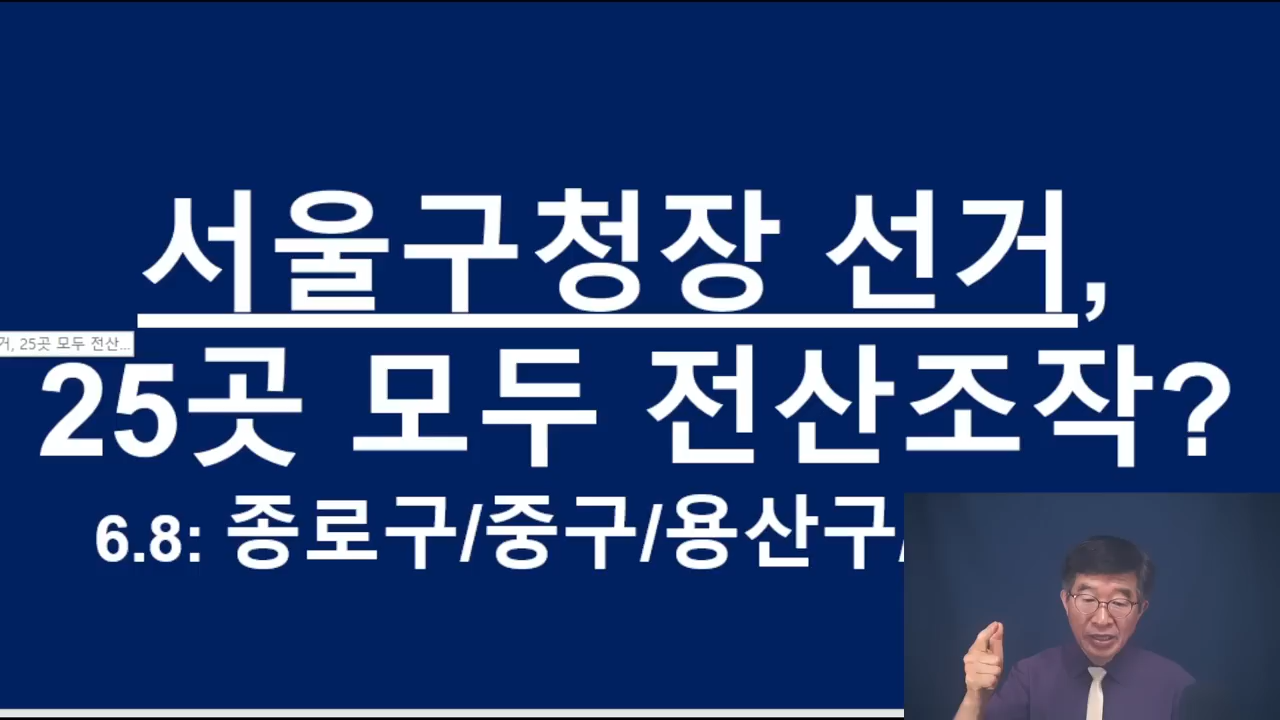 서울구청장 선거,
거, 25곳 모두 전산...
25곳 모두 전산조작?
6.8: 종로구/중구/용산구/